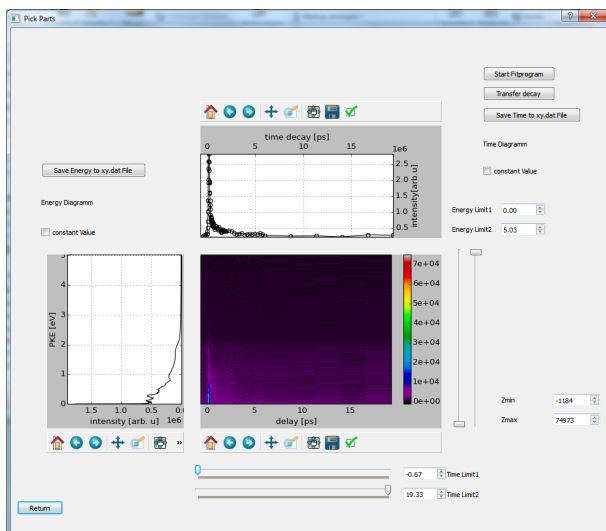 Pick Parts
Start Fitprogram
Transfer decay
Save Time to xy.dat File
time decay [ps]
0 5 10 15 1e6
Time Diagramm
2.5
2.0
1.5
1.0
0.5
intensity[arb.u]
Save Energy to xy.dat File
constant Value
Energy Diagramm
Energy Limit1 0.00
constant Value
Energy Limit2 5.03
5
4
3
2
1
0
PKE [eV]
1.5 1.0 0.5 0.0
intensity [arb. u] 1e6
7e+04
6e+04
5e+04
4e+04
3e+04
2e+04
1e+04
0e+00
0 5 10 15
delay [ps]
Zmin -1184
Zmax 74973
»
-0.67 Time Limit1
19.33 Time Limit2
Return